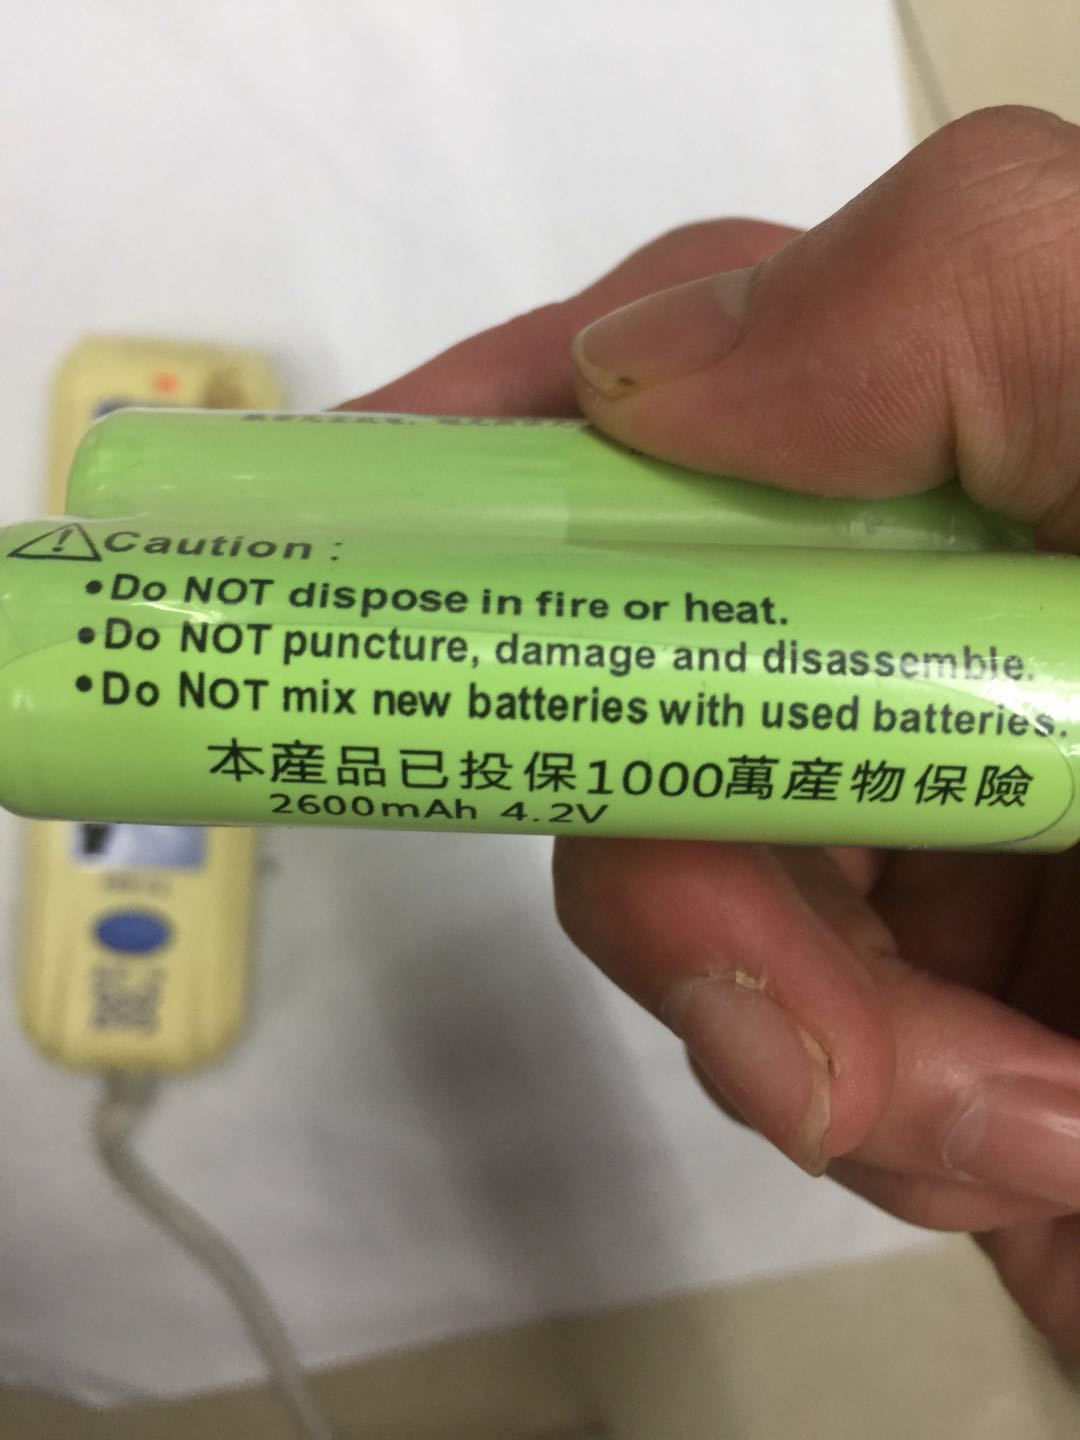 Caution :
•Do NOT dispose in fire or heat.
•Do NOT puncture, damage and disassemble.
•Do NOT mix new batteries with used batteries.
本產品已投保1000萬產物保險
2600mAh 4.2V